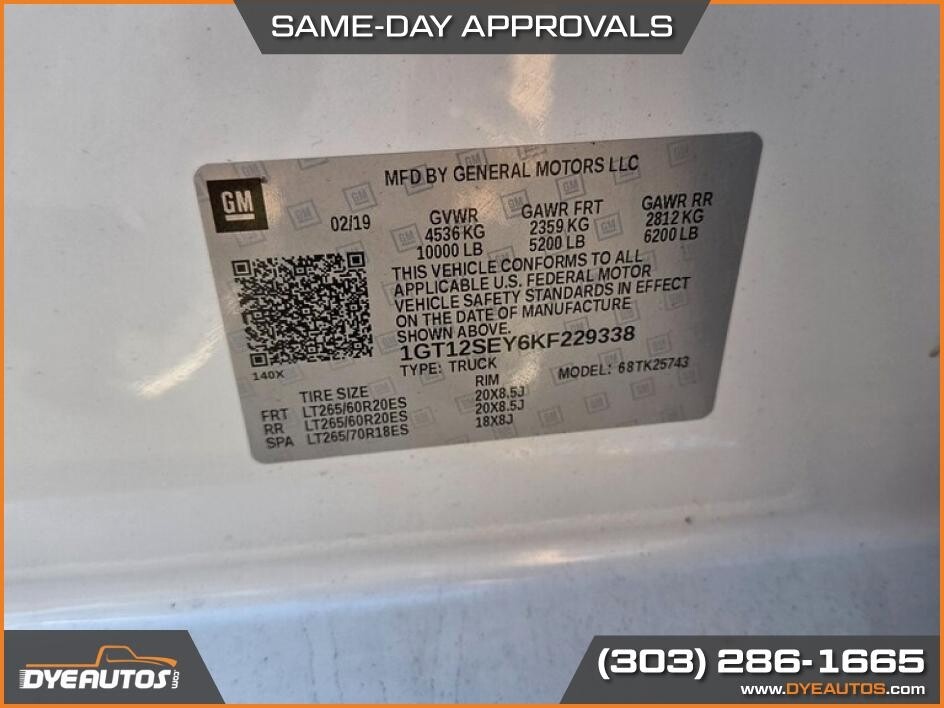 SAME-DAY APPROVALS
MFD BY GENERAL MOTORS LLC
GM
02/19
GVWR
4536 KG
10000 LB
GAWR FRT
2359 KG
5200 LB
GAWR RR
2812 KG
6200 LB
THIS VEHICLE CONFORMS TO ALL
APPLICABLE U.S. FEDERAL MOTOR
VEHICLE SAFETY STANDARDS IN EFFECT
ON THE DATE OF MANUFACTURE
SHOWN ABOVE.
1GT12SEY6KF229338
140X
TYPE: TRUCK
MODEL: 68TK25743
TIRE SIZE
RIM
FRT LT265/60R20ES 20X8.5J
RR LT265/60R20ES 20X8.5J
SPA LT265/70R18ES 18X8J
DYEAUTOS.com
(303) 286-1665
www.DYEAUTOS.com